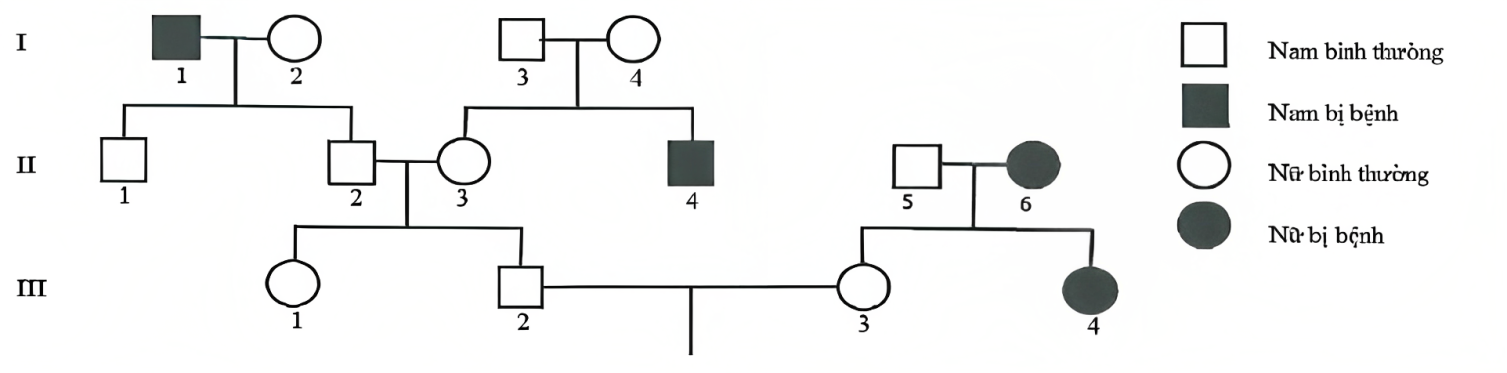 I
1 2 3 4
Nam bình thường
Nam bị bệnh
II
1 2 3 4 5 6
Nữ bình thường
Nữ bị bệnh
III
1 2 3 4